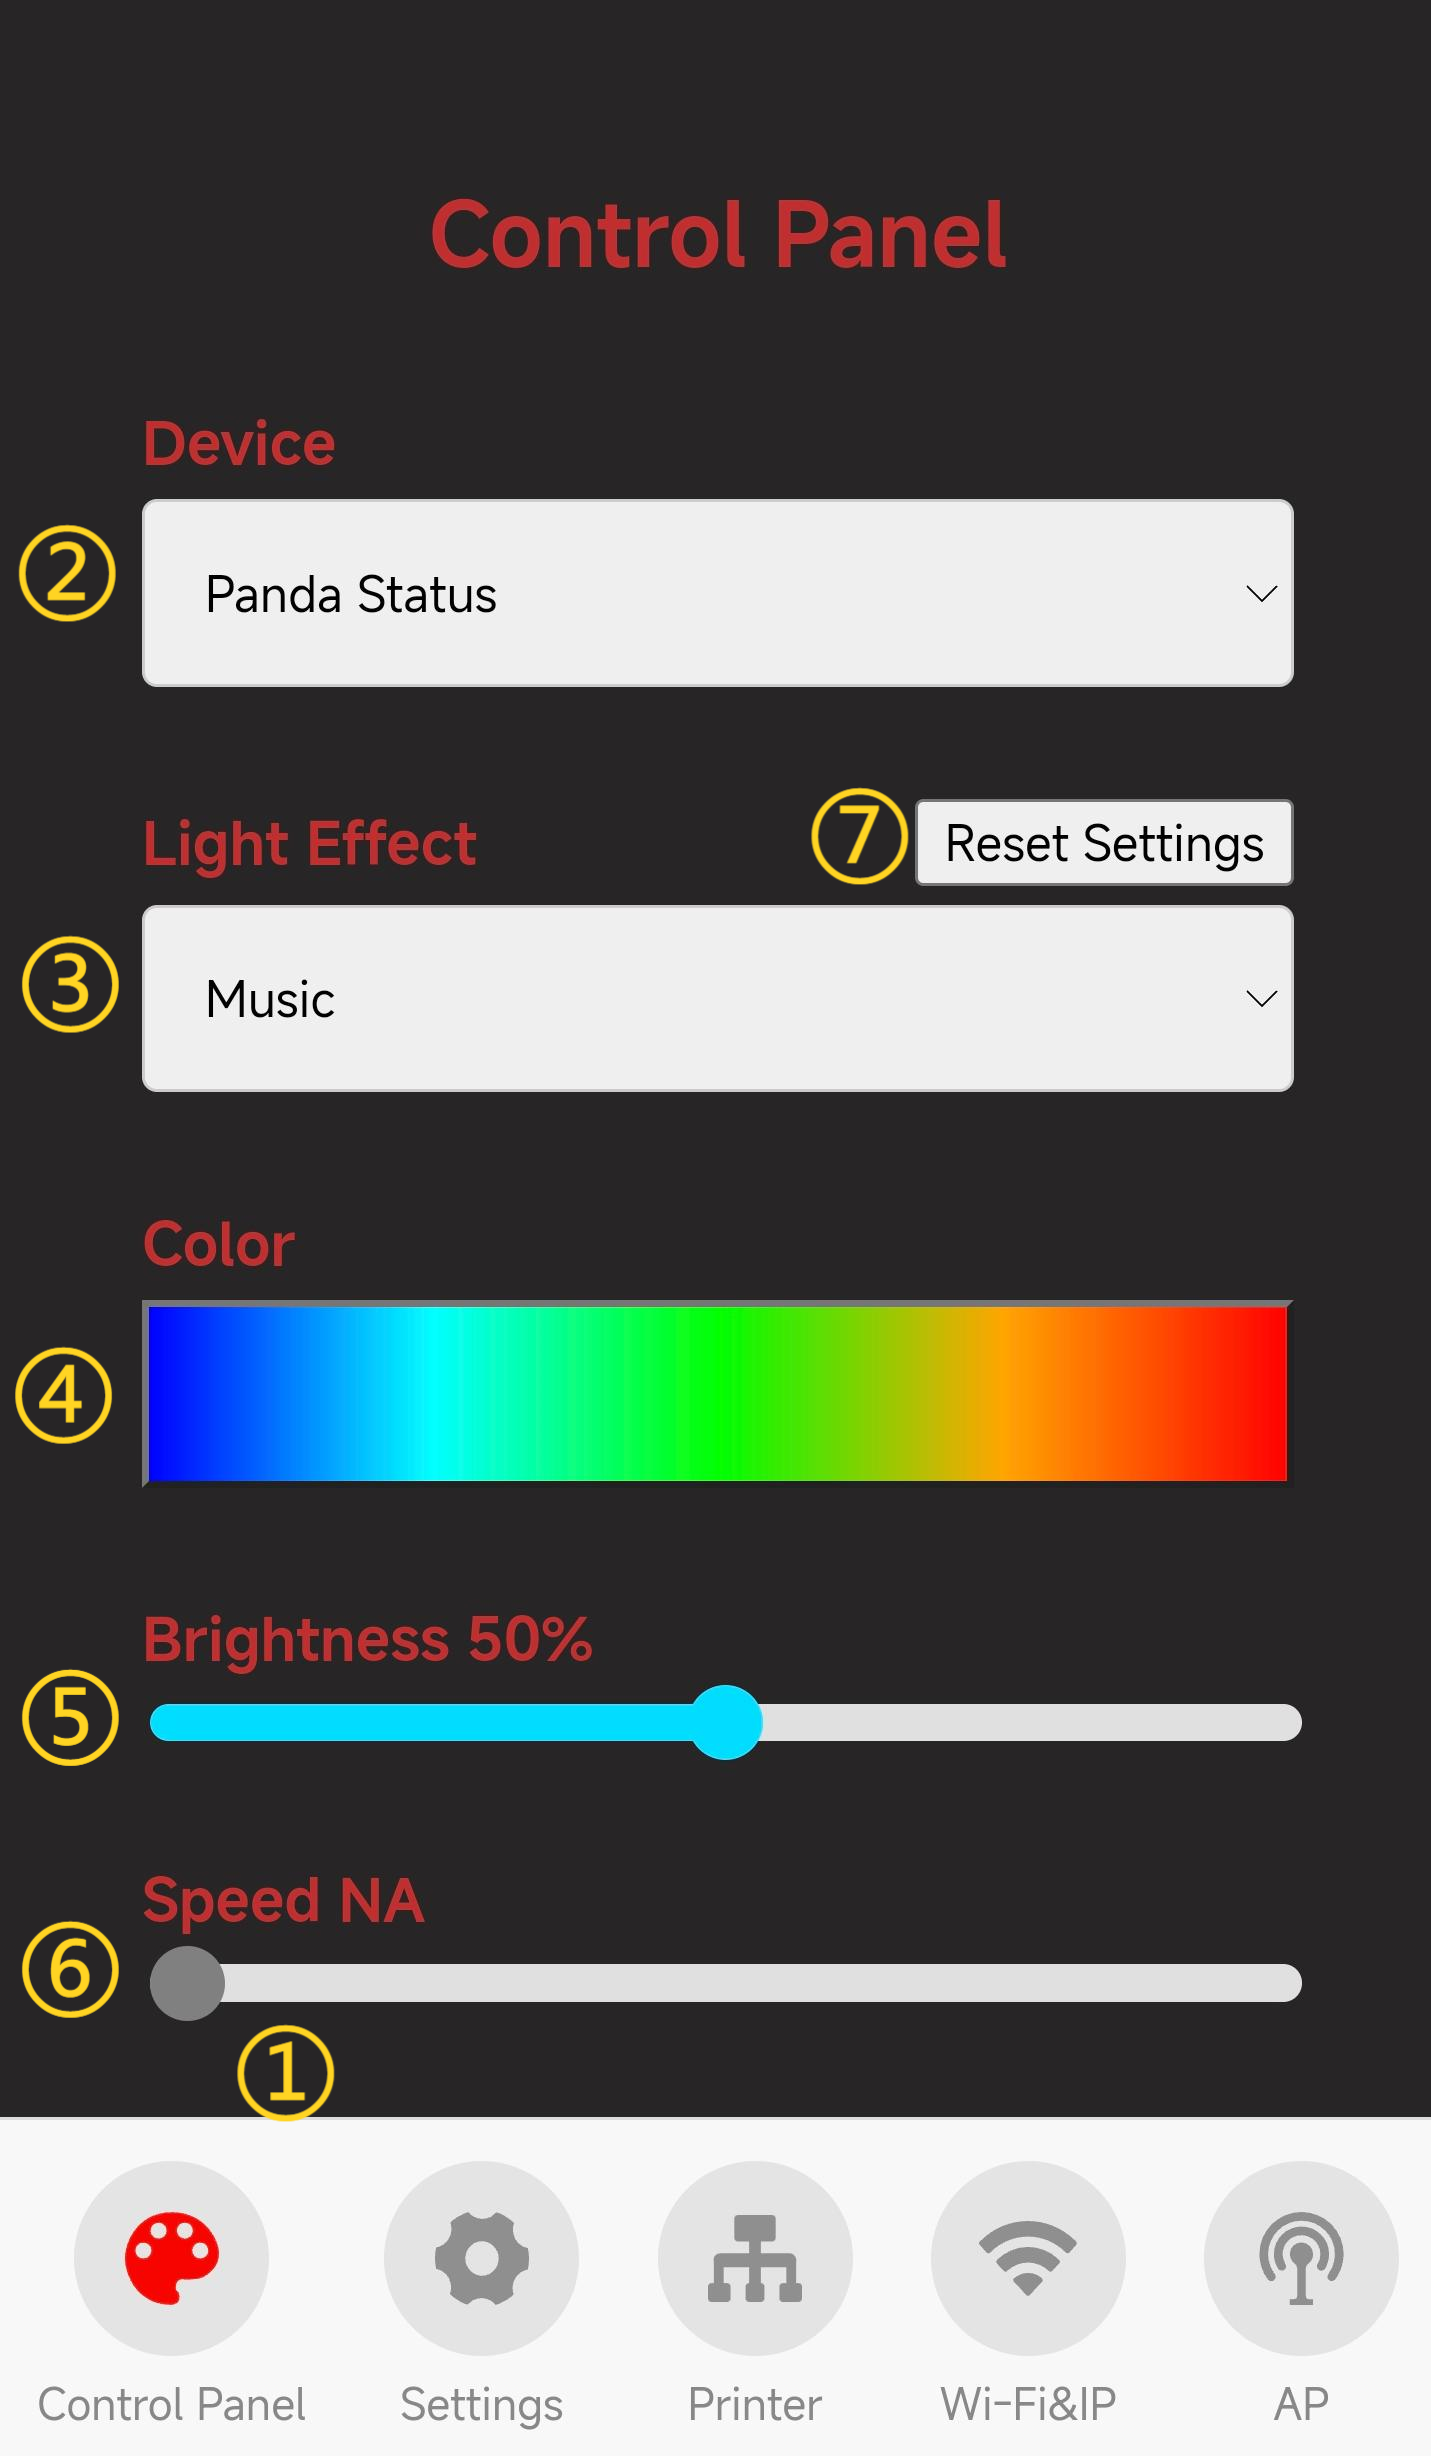 Control Panel
Device
② Panda Status
Light Effect ⑦ Reset Settings
③ Music
Color
④
Brightness 50%
⑤
Speed NA
⑥
①
Control Panel Settings Printer Wi-Fi&IP AP